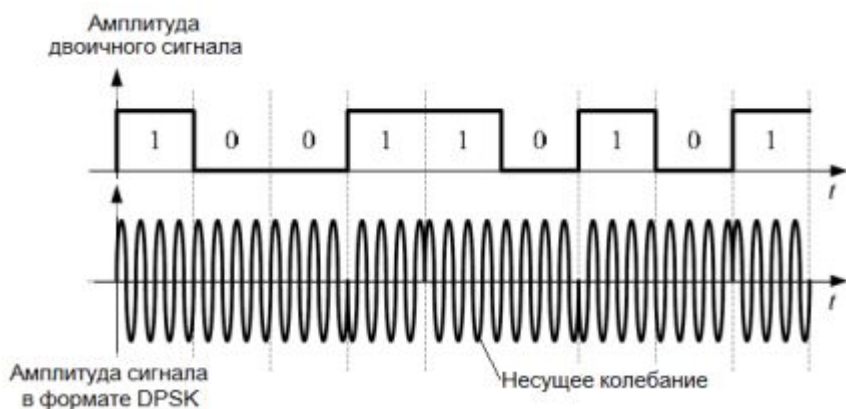 Амплитуда
двоичного сигнала
1 0 0 1 1 0 1 0 1
t
t
Несущее колебание
Амплитуда сигнала
в формате DPSK